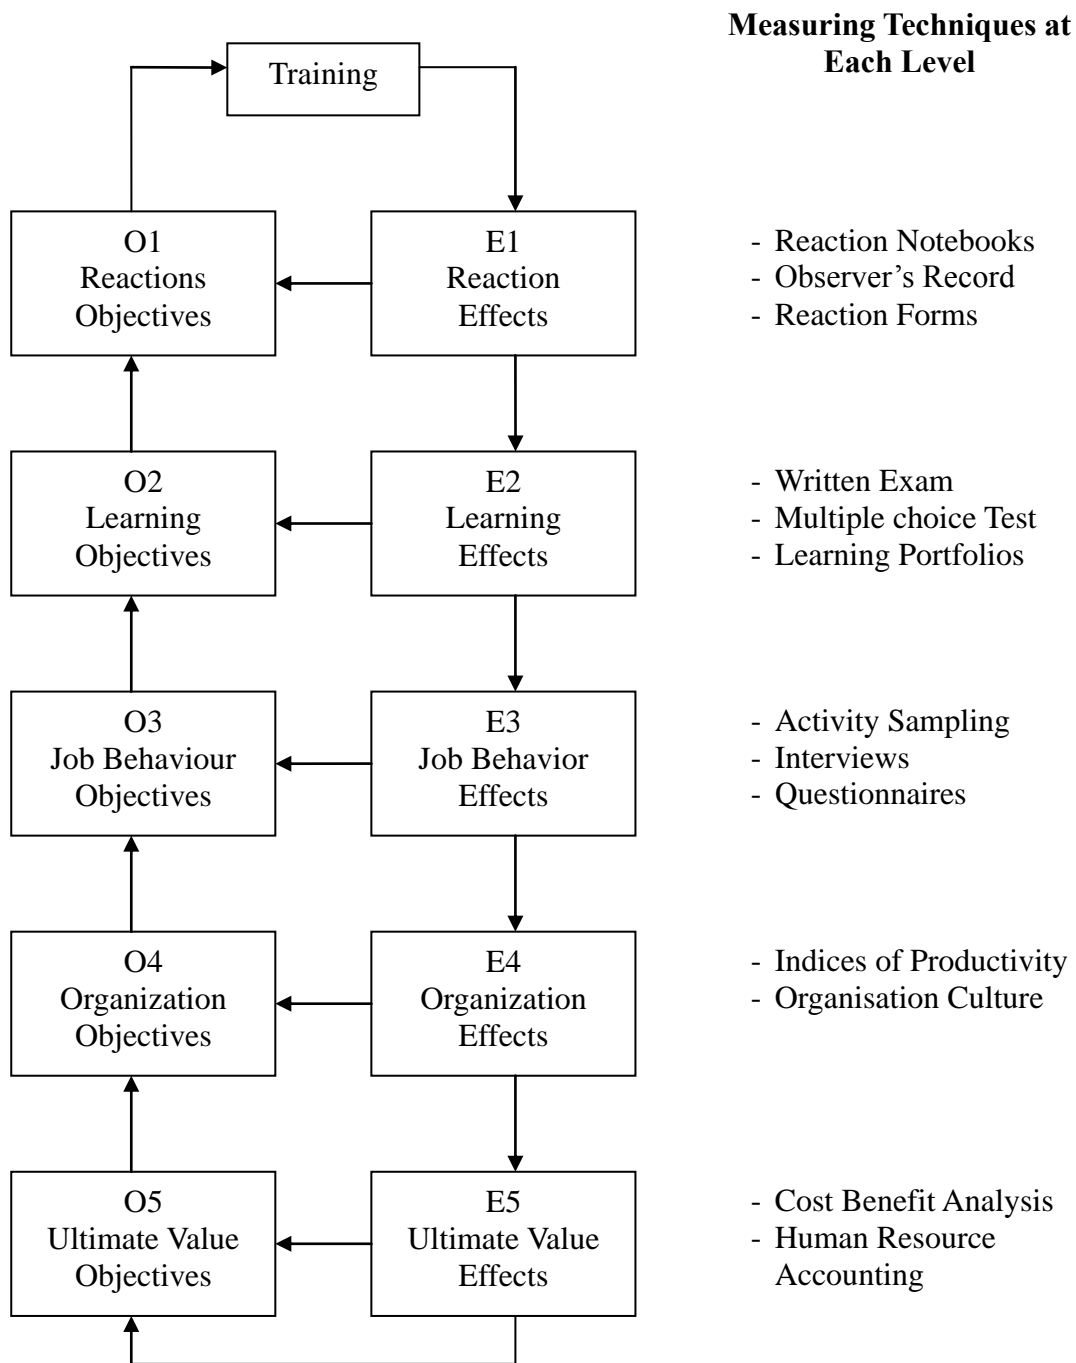 Measuring Techniques at
Each Level
Training
O1
Reactions
Objectives
E1
Reaction
Effects
- Reaction Notebooks
- Observer’s Record
- Reaction Forms
O2
Learning
Objectives
E2
Learning
Effects
- Written Exam
- Multiple choice Test
- Learning Portfolios
O3
Job Behaviour
Objectives
E3
Job Behavior
Effects
- Activity Sampling
- Interviews
- Questionnaires
O4
Organization
Objectives
E4
Organization
Effects
- Indices of Productivity
- Organisation Culture
O5
Ultimate Value
Objectives
E5
Ultimate Value
Effects
- Cost Benefit Analysis
- Human Resource
Accounting